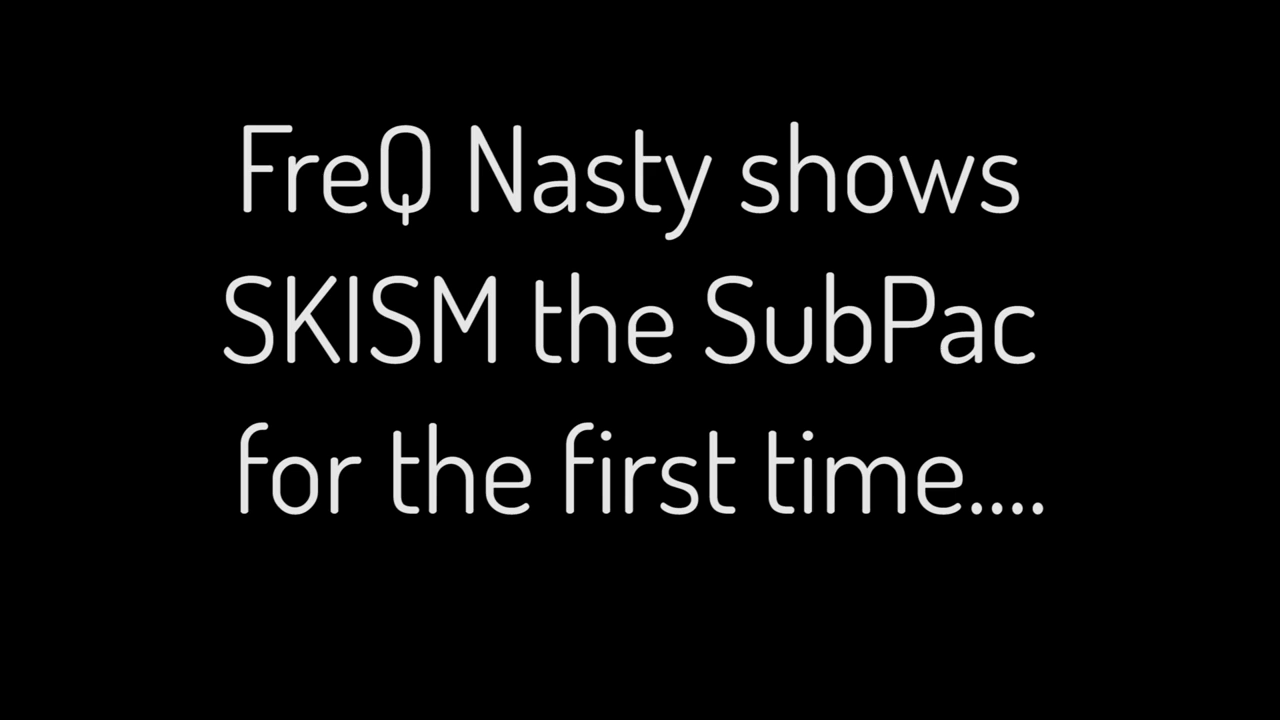 FreQ Nasty shows
SKISM the SubPac
for the first time....